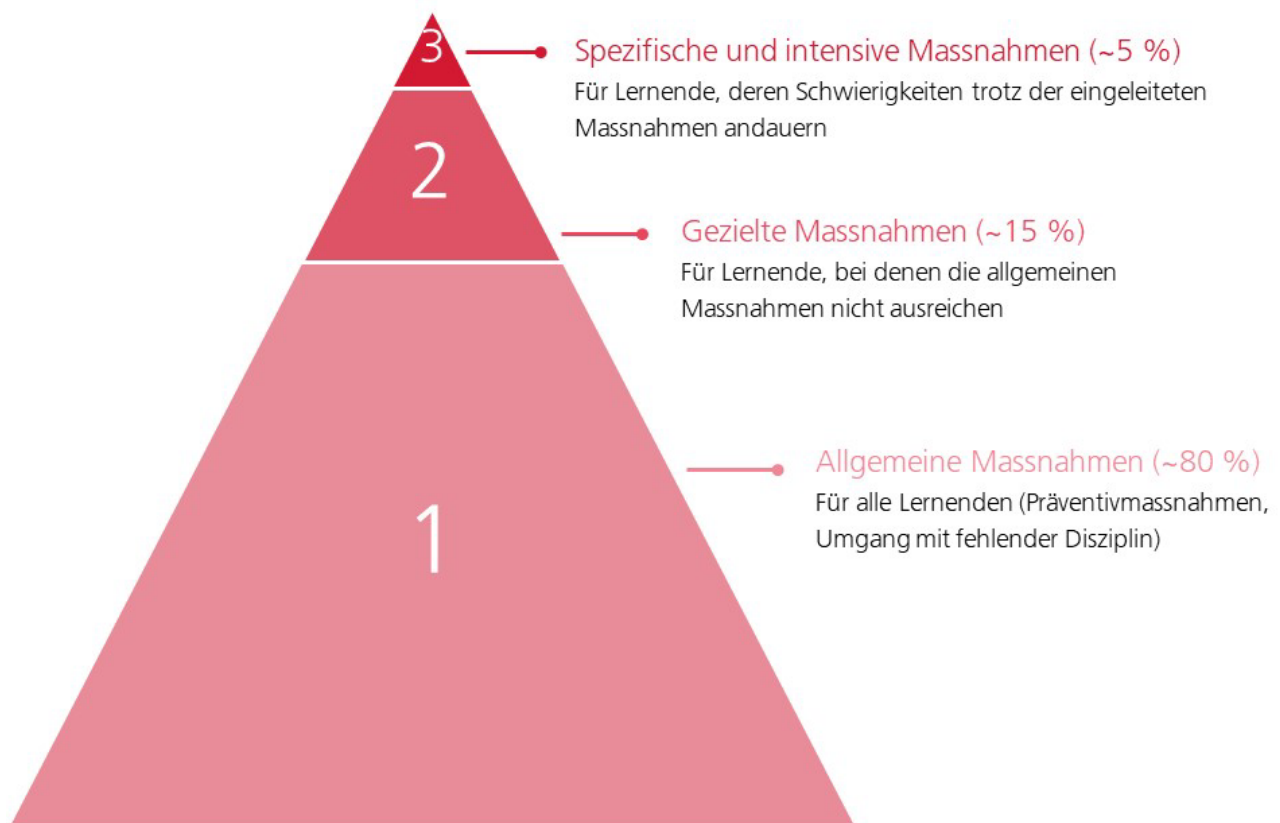 3
Spezifische und intensive Massnahmen (~5 %)
Für Lernende, deren Schwierigkeiten trotz der eingeleiteten
Massnahmen andauern
2
Gezielte Massnahmen (~15 %)
Für Lernende, bei denen die allgemeinen
Massnahmen nicht ausreichen
1
Allgemeine Massnahmen (~80 %)
Für alle Lernenden (Präventivmassnahmen,
Umgang mit fehlender Disziplin)